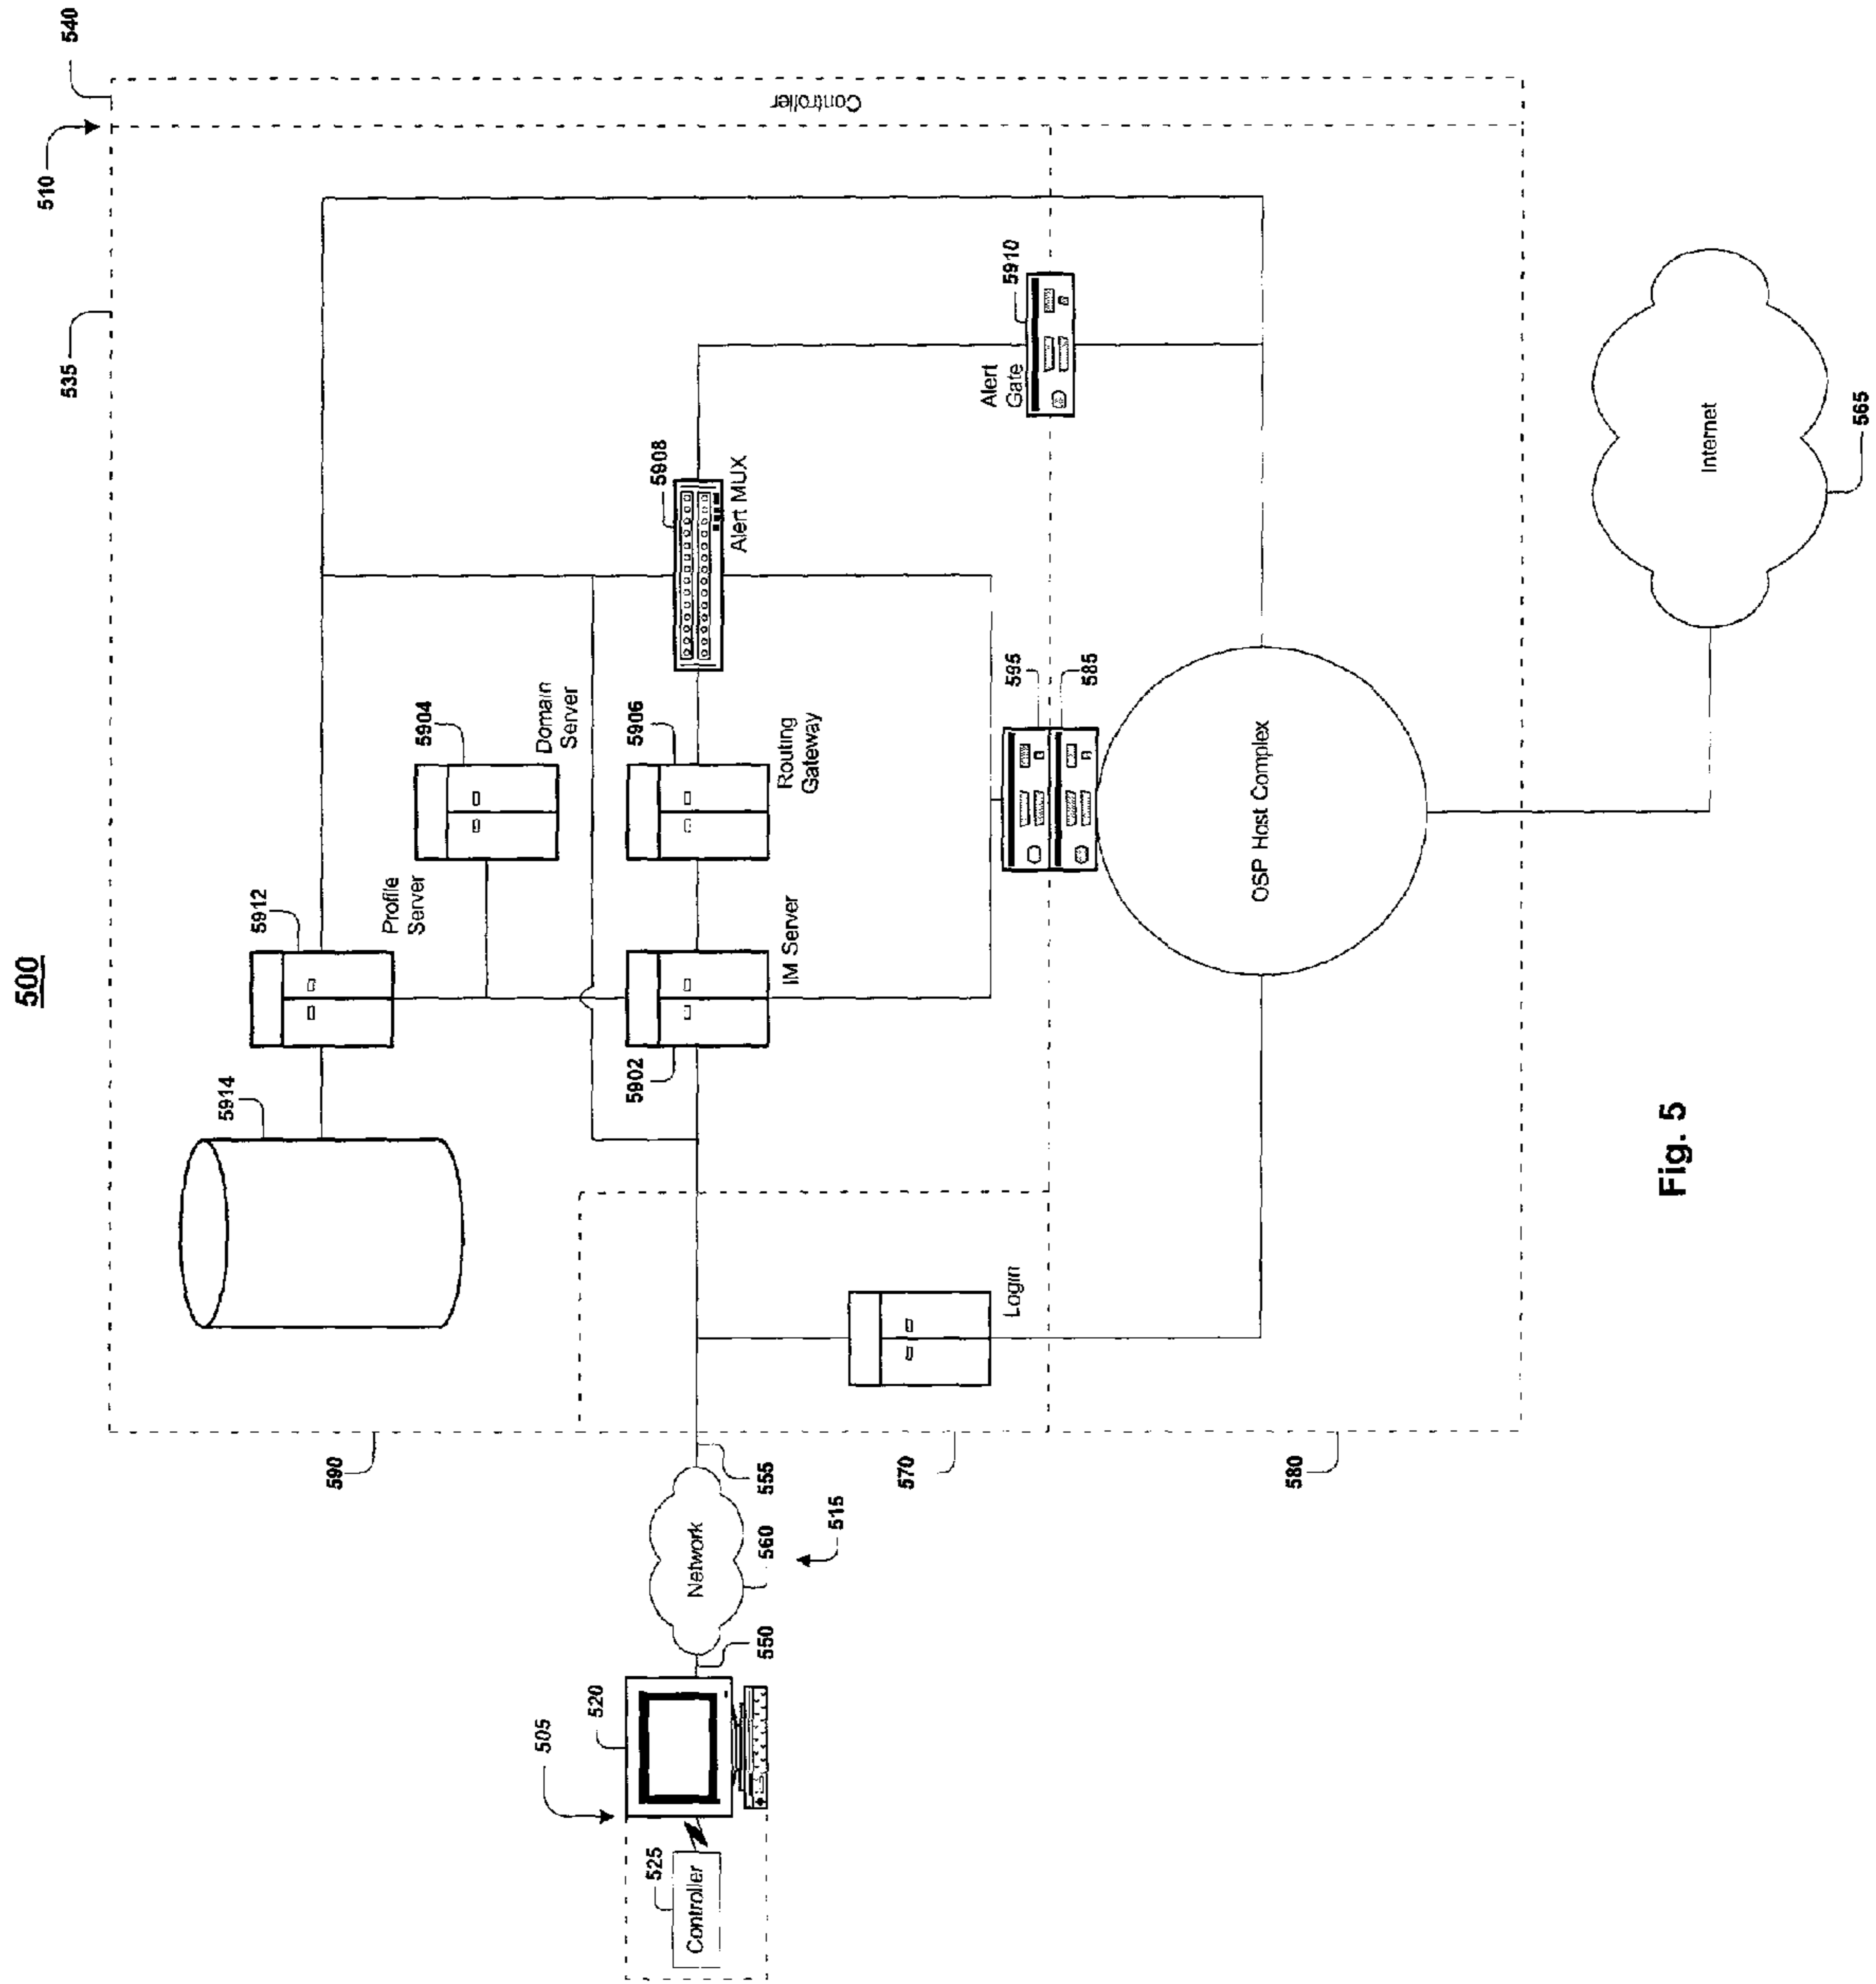 500
505
520
525
Controller
550
Network
560
515
555
590
570
580
5914
5912
Profile
Server
5904
Domain
Server
5902
IM Server
5906
Routing
Gateway
5908
Alert MUX
Alert
Gate
5910
595
585
Login
OSP Host Complex
Internet
565
535
510
540
Controller
Fig. 5